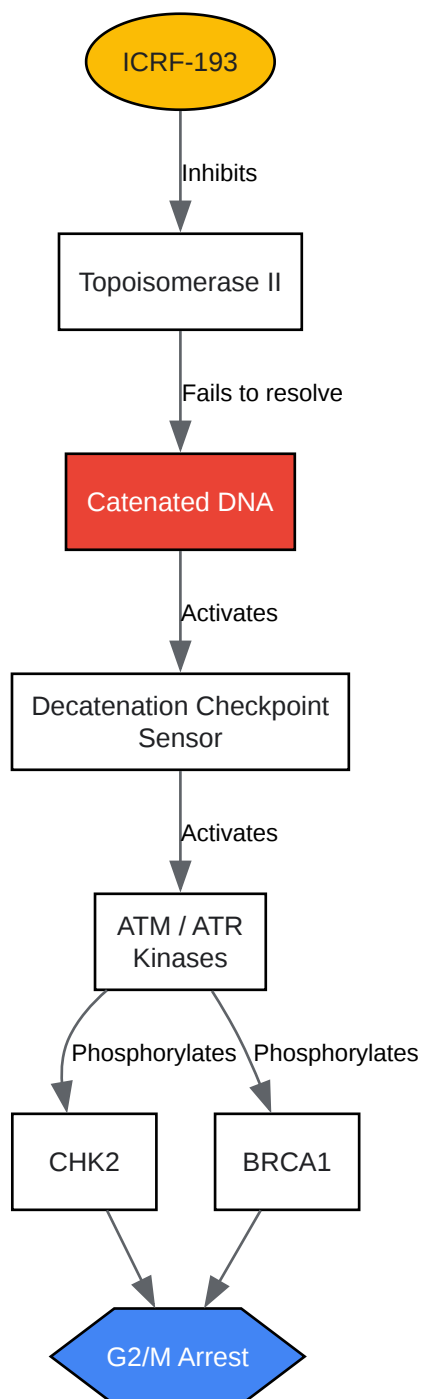 ICRF-193
Inhibits
Topoisomerase II
Fails to resolve
Catenated DNA
Activates
Decatenation Checkpoint
Sensor
Activates
ATM / ATR
Kinases
Phosphorylates
Phosphorylates
CHK2
BRCA1
G2/M Arrest